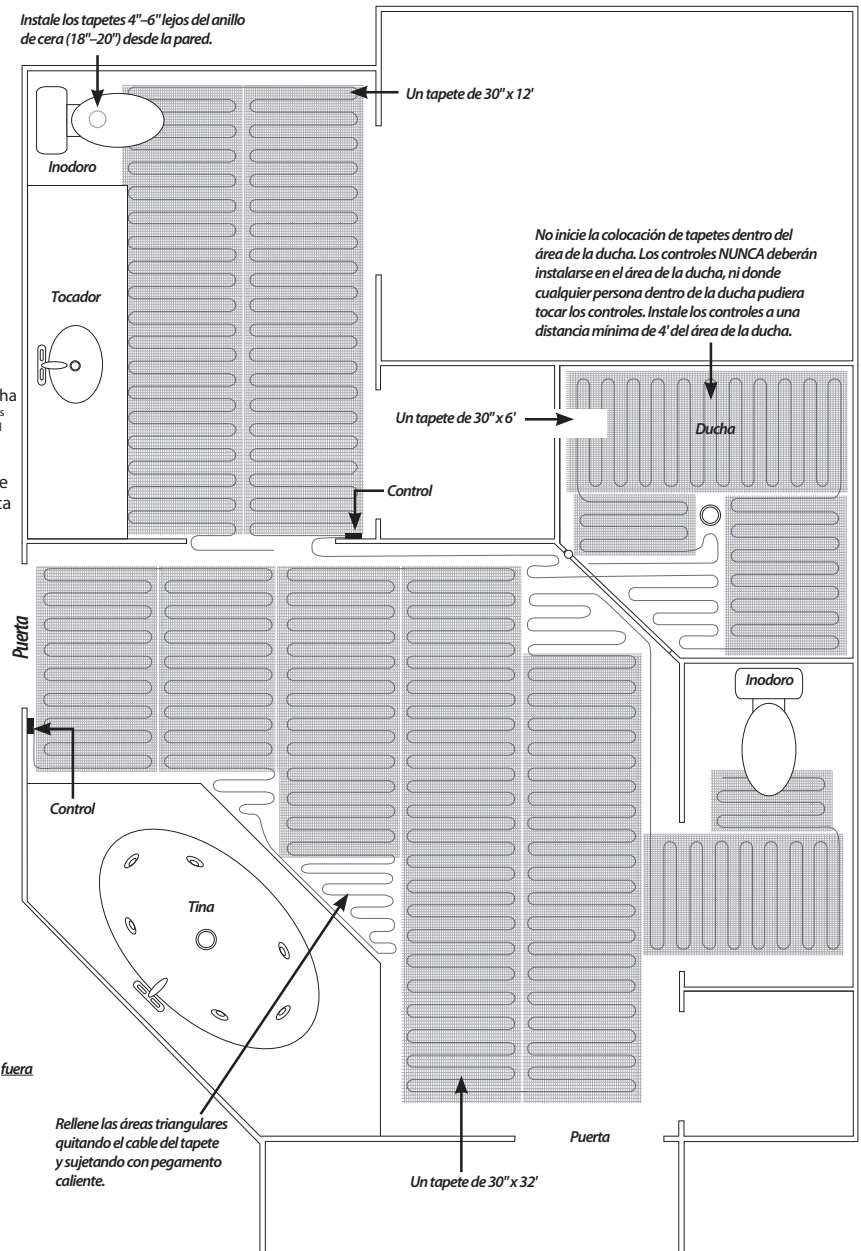 Instale los tapetes 4"–6" lejos del anillo
de cera (18"–20") desde la pared.
Un tapete de 30" x 12'
Inodoro
Tocador
No inicie la colocación de tapetes dentro del
área de la ducha. Los controles NUNCA deberán
instalarse en el área de la ducha, ni donde
cualquier persona dentro de la ducha pudiera
tocar los controles. Instale los controles a una
distancia mínima de 4' del área de la ducha.
ha
s
Un tapete de 30" x 6'
Ducha
e
ca
Control
Puerta
Inodoro
Control
Tina
fuera
Rellene las áreas triangulares
quitando el cable del tapete
y sujetando con pegamento
caliente.
Puerta
Un tapete de 30" x 32'